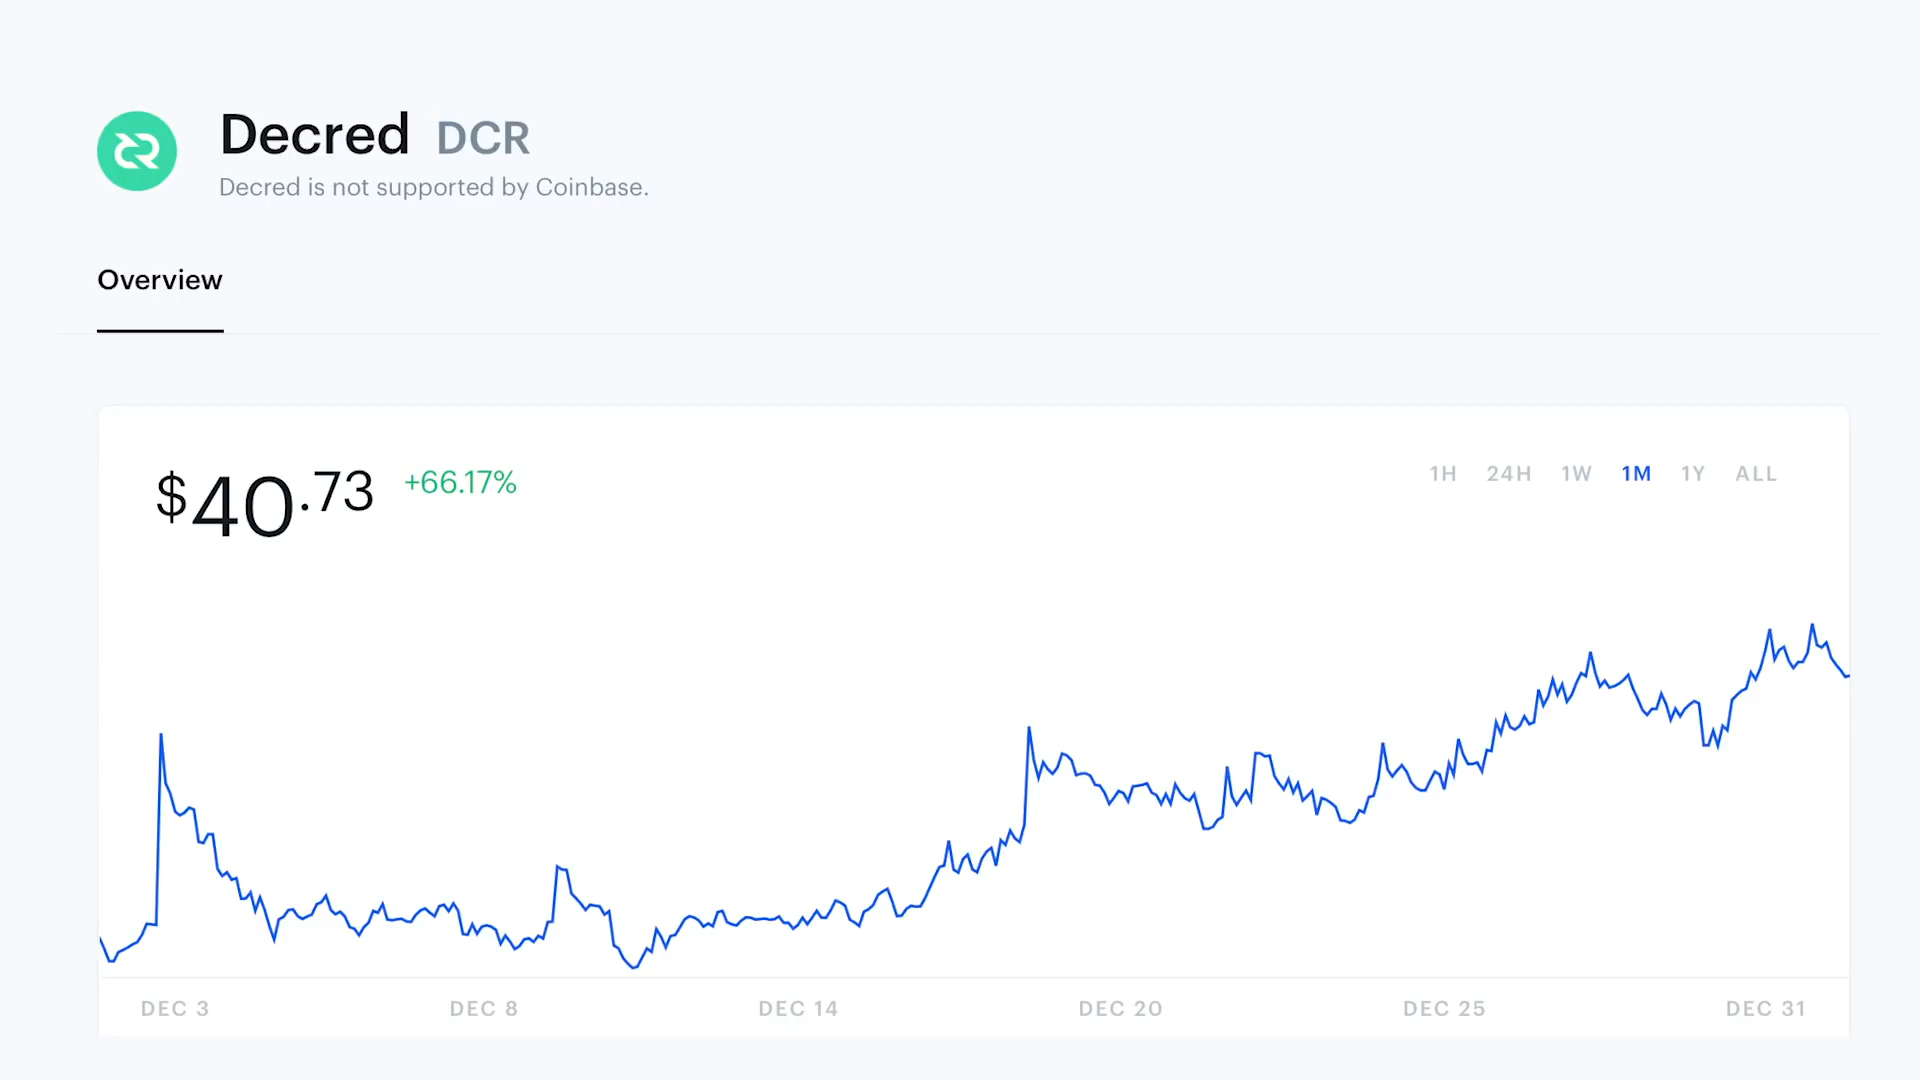 Decred DCR
Decred is not supported by Coinbase.
Overview
$40.73 +66.17%
1H 24H 1W 1M 1Y ALL
DEC 3 DEC 8 DEC 14 DEC 20 DEC 25 DEC 31